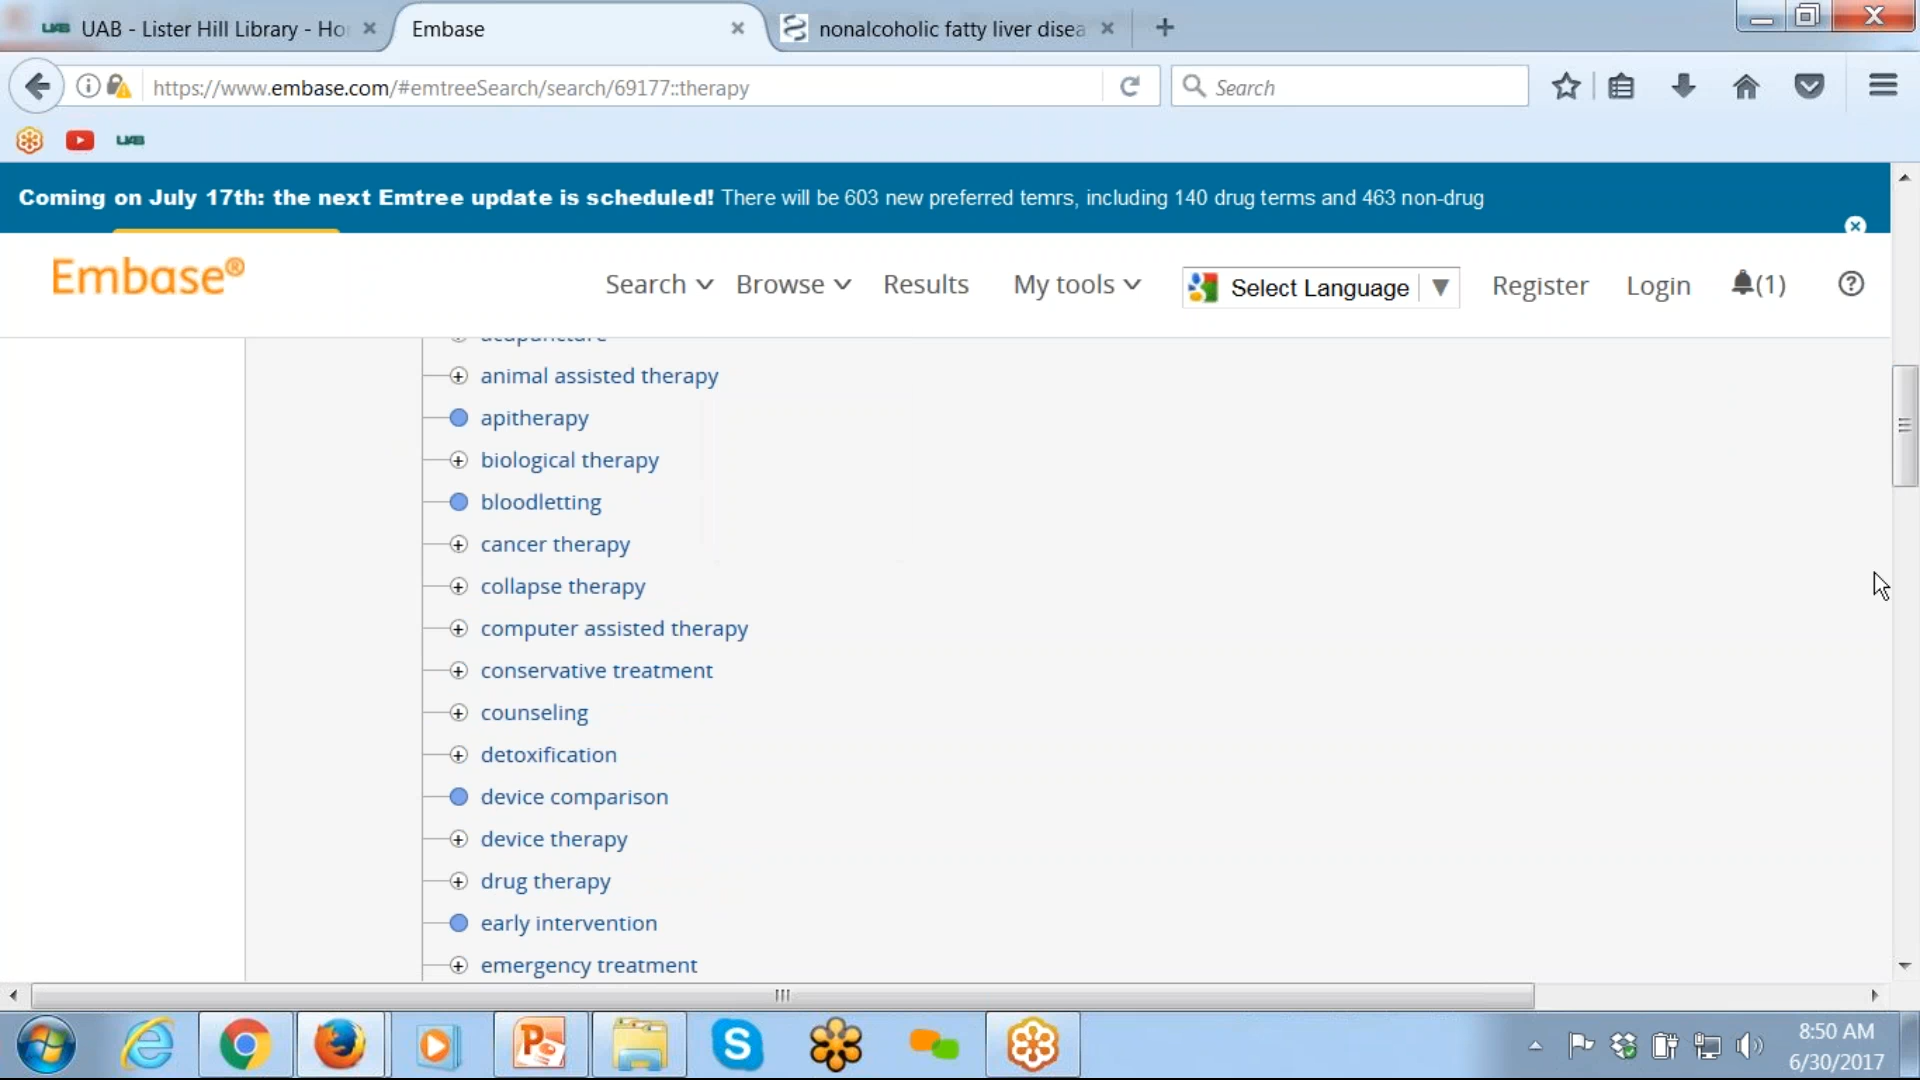 UAB - Lister Hill Library - Ho
Embase
nonalcoholic fatty liver disea
https://www.embase.com/#emtreeSearch/search/69177::therapy
Search
UAB
Coming on July 17th: the next Emtree update is scheduled! There will be 603 new preferred temrs, including 140 drug terms and 463 non-drug
Embase®
Search
Browse
Results
My tools
Select Language
Register
Login
(1)
acupuncture
animal assisted therapy
apitherapy
biological therapy
bloodletting
cancer therapy
collapse therapy
computer assisted therapy
conservative treatment
counseling
detoxification
device comparison
device therapy
drug therapy
early intervention
emergency treatment
8:50 AM
6/30/2017